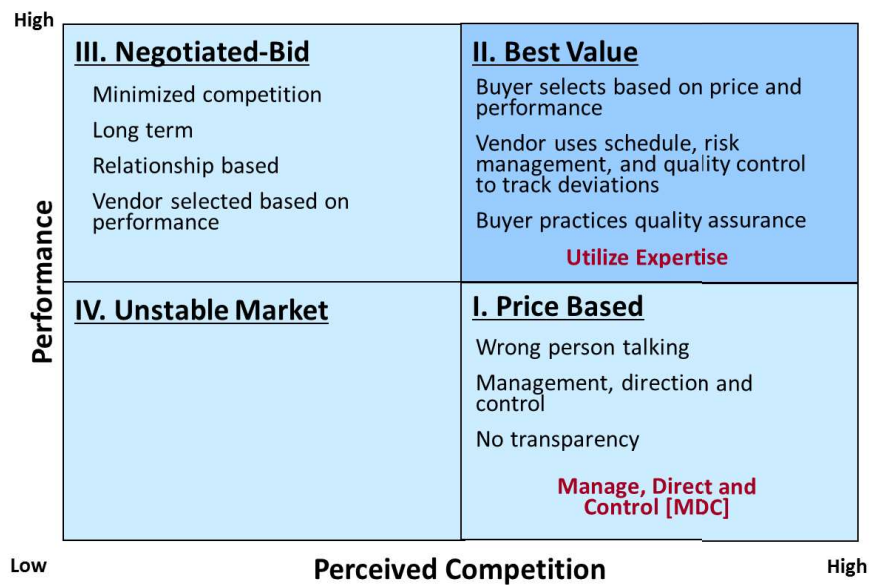 High
III. Negotiated-Bid
Minimized competition
Long term
Relationship based
Vendor selected based on
performance
II. Best Value
Buyer selects based on price and
performance
Vendor uses schedule, risk
management, and quality control
to track deviations
Buyer practices quality assurance
Utilize Expertise
Performance
IV. Unstable Market
I. Price Based
Wrong person talking
Management, direction and
control
No transparency
Manage, Direct and
Control [MDC]
Low
Perceived Competition
High